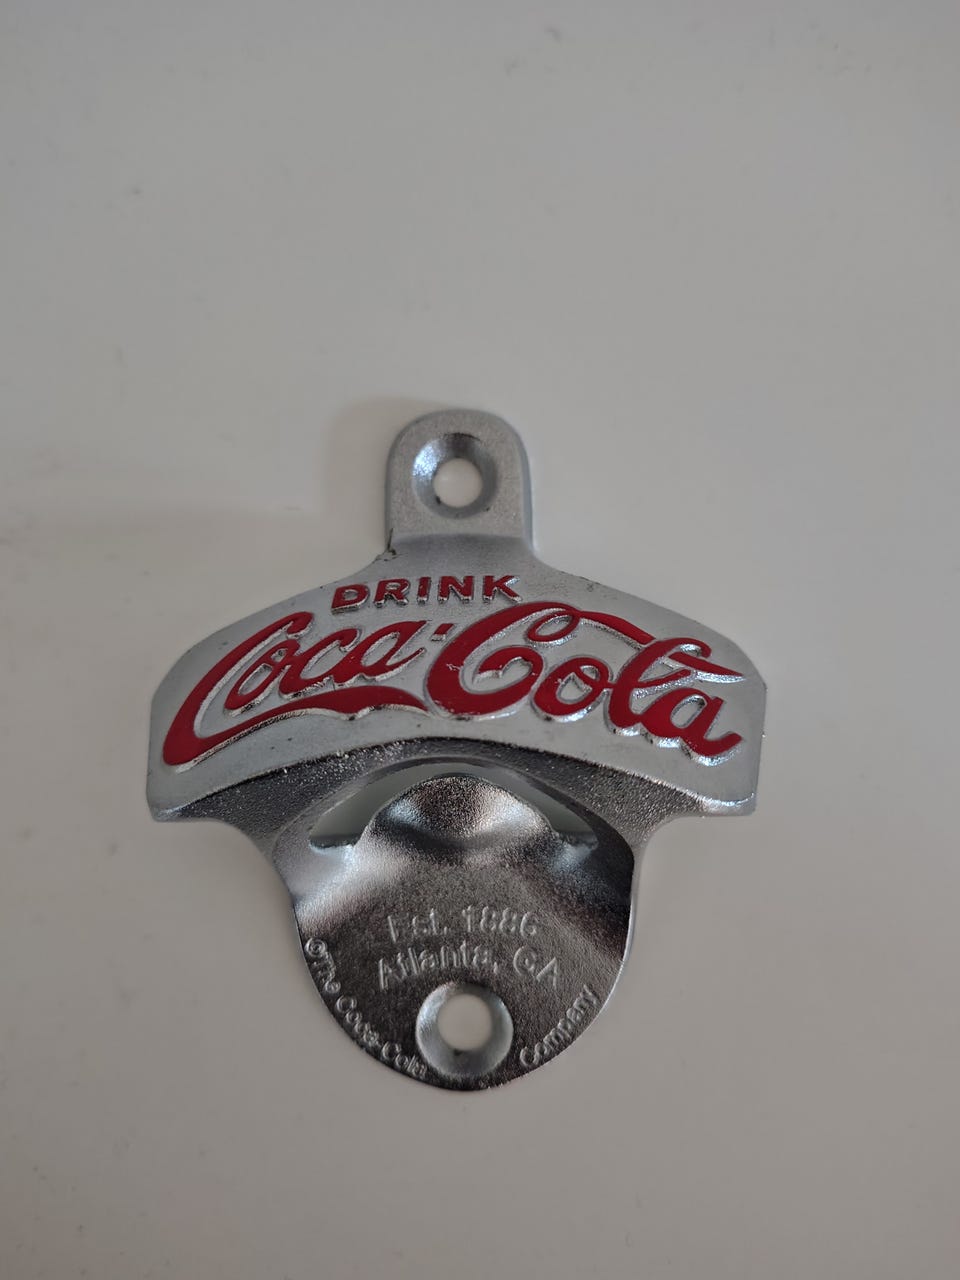 DRINK
Coca-Cola
Est. 1886
Atlanta, GA
©The Coca-Cola Company